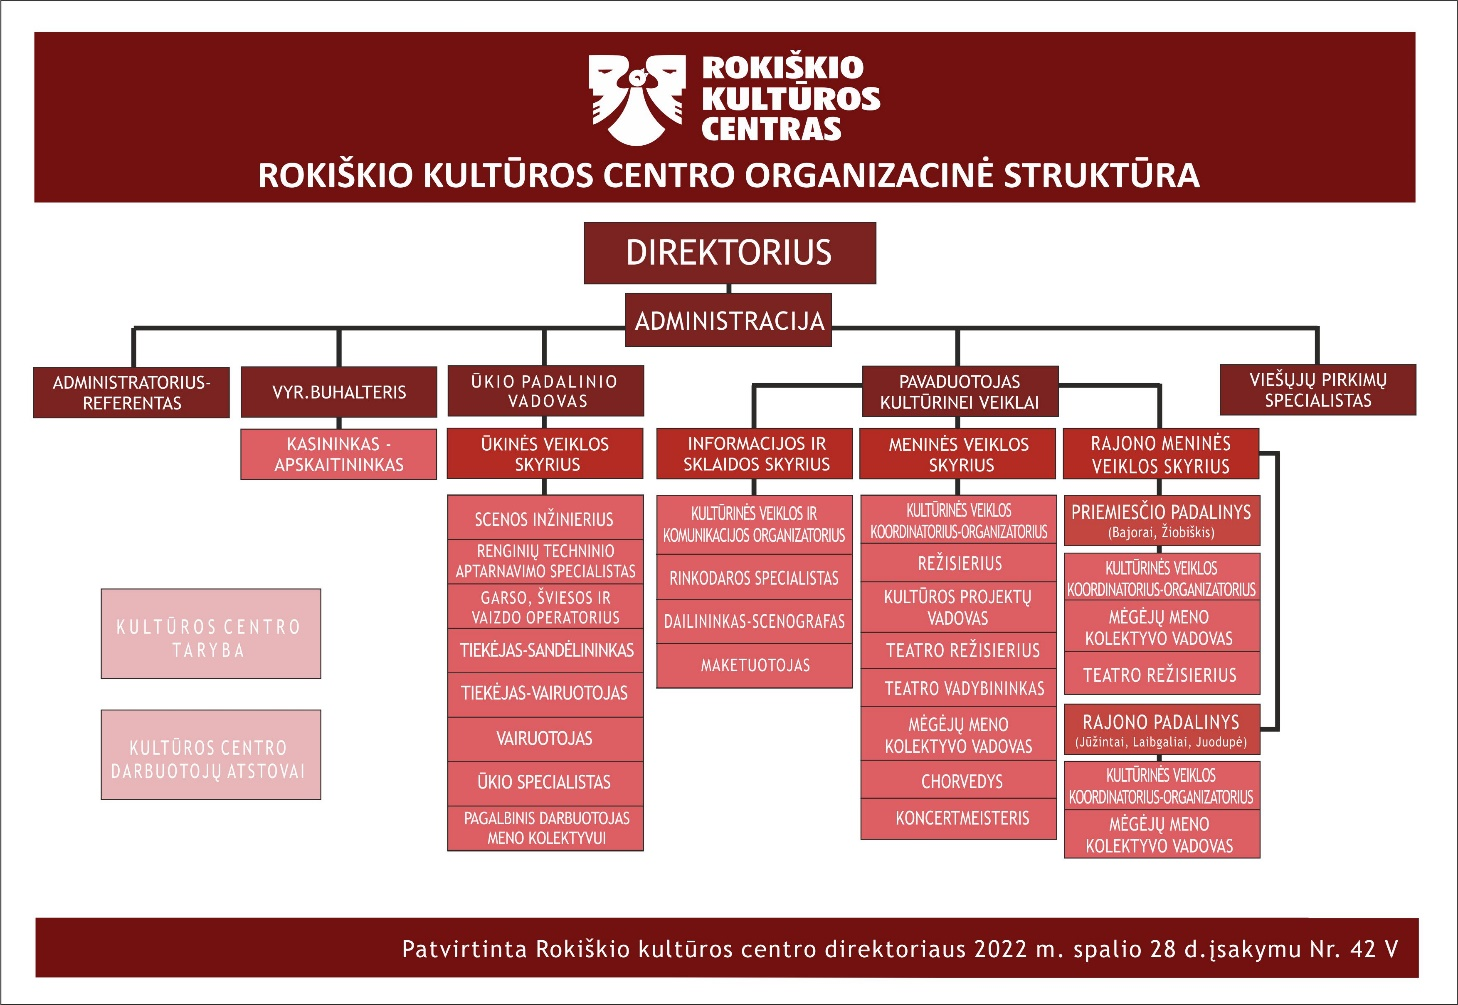 ROKIŠKIO
KULTŪROS
CENTRAS
ROKIŠKIO KULTŪROS CENTRO ORGANIZACINĖ STRUKTŪRA
DIREKTORIUS
ADMINISTRACIJA
ADMINISTRATORIUS-
REFERENTAS
VYR.BUHALTERIS
KASININKAS -
APSKAITININKAS
ŪKIO PADALINIO
VADOVAS
ŪKINĖS VEIKLOS
SKYRIUS
SCENOS INŽINIERIUS
RENGINIŲ TECHNINIO
APTARNAVIMO SPECIALISTAS
GARSO, ŠVIESOS IR
VAIZDO OPERATORIUS
TIEKĖJAS-SANDĖLININKAS
TIEKĖJAS-VAIRUOTOJAS
VAIRUOTOJAS
ŪKIO SPECIALISTAS
PAGALBINIS DARBUOTOJAS
MENO KOLEKTYVUI
PAVADUOTOJAS
KULTŪRINEI VEIKLAI
INFORMACIJOS IR
SKLAIDOS SKYRIUS
KULTŪRINĖS VEIKLOS IR
KOMUNIKACIJOS ORGANIZATORIUS
RINKODAROS SPECIALISTAS
DAILININKAS-SCENOGRAFAS
MAKETUOTOJAS
MENINĖS VEIKLOS
SKYRIUS
KULTŪRINĖS VEIKLOS
KOORDINATORIUS-ORGANIZATORIUS
REŽISIERIUS
KULTŪROS PROJEKTŲ
VADOVAS
TEATRO REŽISIERIUS
TEATRO VADYBININKAS
MĖGĖJŲ MENO
KOLEKTYVO VADOVAS
CHORVEDYS
KONCERTMEISTERIS
RAJONO MENINĖS
VEIKLOS SKYRIUS
PRIEMIESČIO PADALINYS
(Bajorai, Žiobiškis)
KULTŪRINĖS VEIKLOS
KOORDINATORIUS-ORGANIZATORIUS
MĖGĖJŲ MENO
KOLEKTYVO VADOVAS
TEATRO REŽISIERIUS
RAJONO PADALINYS
(Jūžintai, Laibgaliai, Juodupė)
KULTŪRINĖS VEIKLOS
KOORDINATORIUS-ORGANIZATORIUS
MĖGĖJŲ MENO
KOLEKTYVO VADOVAS
VIEŠŲJŲ PIRKIMŲ
SPECIALISTAS
KULTŪROS CENTRO
TARYBA
KULTŪROS CENTRO
DARBUOTOJŲ ATSTOVAI
Patvirtinta Rokiškio kultūros centro direktoriaus 2022 m. spalio 28 d.įsakymu Nr. 42 V